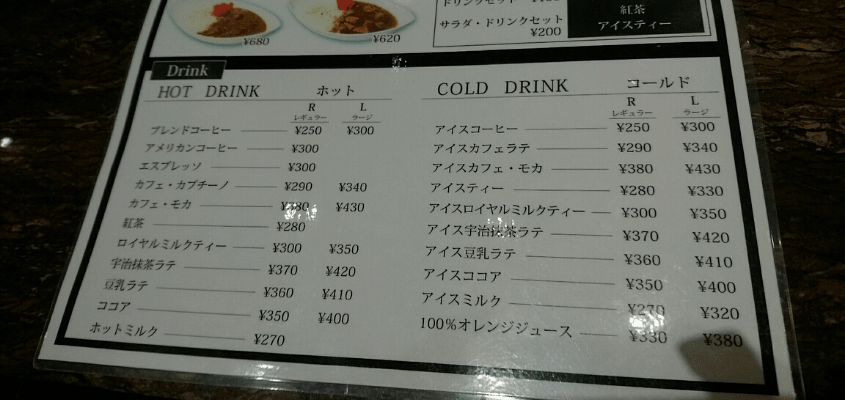 ¥680
¥620
サラダ・ドリンクセット
¥200
紅茶
アイスティー
Drink
HOT DRINK ホット
R レギュラー L ラージ
ブレンドコーヒー ¥250 ¥300
アメリカンコーヒー ¥300
エスプレッソ ¥300
カフェ・カプチーノ ¥290 ¥340
カフェ・モカ ¥380 ¥430
紅茶 ¥280
ロイヤルミルクティー ¥300 ¥350
宇治抹茶ラテ ¥370 ¥420
豆乳ラテ ¥360 ¥410
ココア ¥350 ¥400
ホットミルク ¥270
COLD DRINK コールド
R レギュラー L ラージ
アイスコーヒー ¥250 ¥300
アイスカフェラテ ¥290 ¥340
アイスカフェ・モカ ¥380 ¥430
アイスティー ¥280 ¥330
アイスロイヤルミルクティー ¥300 ¥350
アイス宇治抹茶ラテ ¥370 ¥420
アイス豆乳ラテ ¥360 ¥410
アイスココア ¥350 ¥400
アイスミルク ¥270 ¥320
100%オレンジジュース ¥330 ¥380